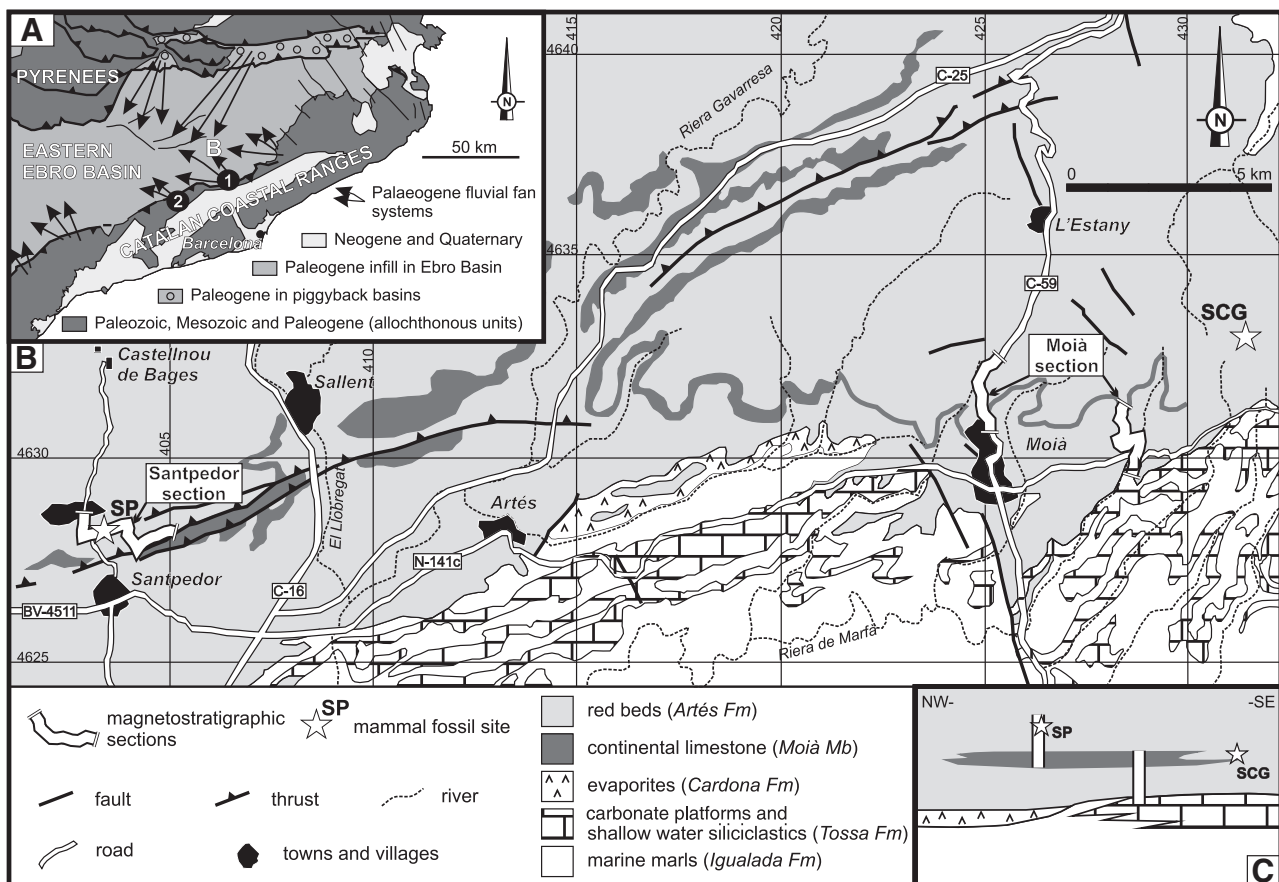 A
PYRENEES
EASTERN
EBRO BASIN
B
1
2
CATALAN COASTAL RANGES
Barcelona
N
50 km
Palaeogene fluvial fan
systems
Neogene and Quaternary
Paleogene infill in Ebro Basin
Paleogene in piggyback basins
Paleozoic, Mesozoic and Paleogene (allochthonous units)
B
415
420
425
430
4640
C-25
Riera Gavarresa
N
0
5 km
L'Estany
4635
C-59
SCG
Moià
section
Castellnou
de Bages
Sallent
410
405
4630
Moià
Santpedor
section
SP
El Llobregat
Artés
N-141c
Santpedor
C-16
BV-4511
Riera de Marfà
4625
magnetostratigraphic
sections
SP
mammal fossil site
fault
thrust
river
road
towns and villages
red beds (Artés Fm)
continental limestone (Moià Mb)
evaporites (Cardona Fm)
carbonate platforms and
shallow water siliciclastics (Tossa Fm)
marine marls (Igualada Fm)
NW-
-SE
SP
SCG
C